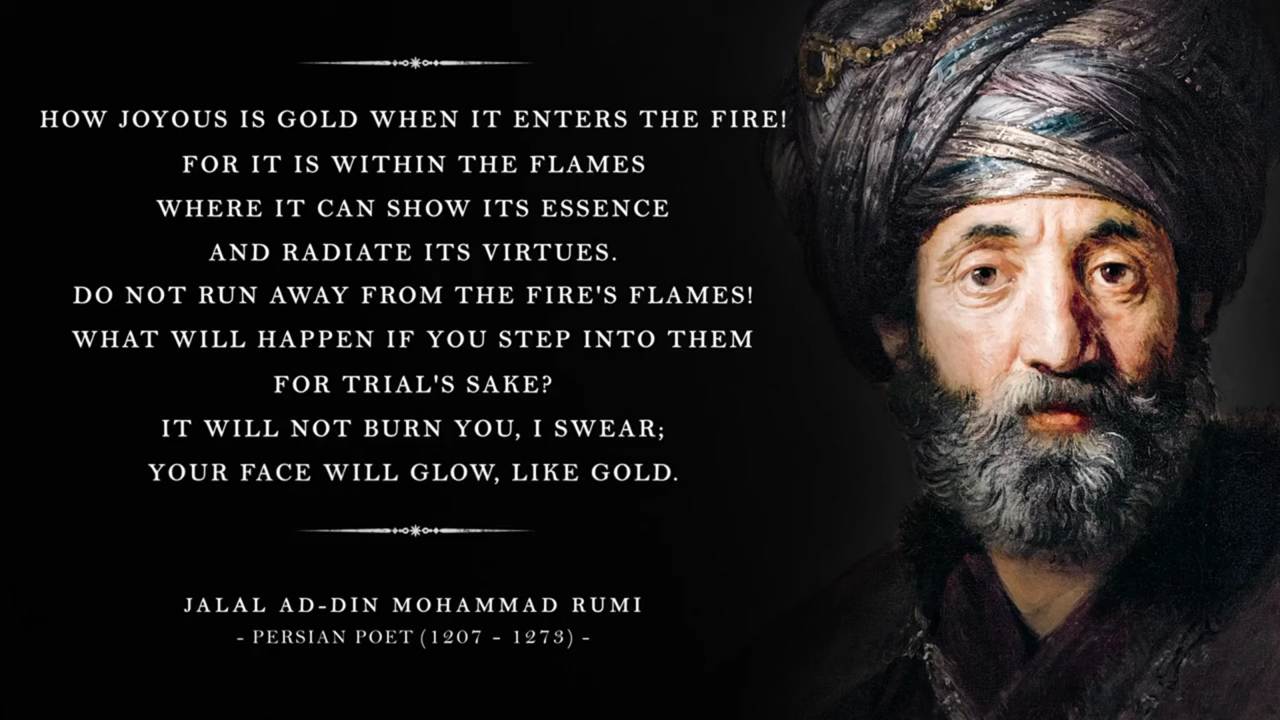 HOW JOYOUS IS GOLD WHEN IT ENTERS THE FIRE!
FOR IT IS WITHIN THE FLAMES
WHERE IT CAN SHOW ITS ESSENCE
AND RADIATE ITS VIRTUES.
DO NOT RUN AWAY FROM THE FIRE'S FLAMES!
WHAT WILL HAPPEN IF YOU STEP INTO THEM
FOR TRIAL'S SAKE?
IT WILL NOT BURN YOU, I SWEAR;
YOUR FACE WILL GLOW, LIKE GOLD.
JALAL AD-DIN MOHAMMAD RUMI
- PERSIAN POET (1207 - 1273) -